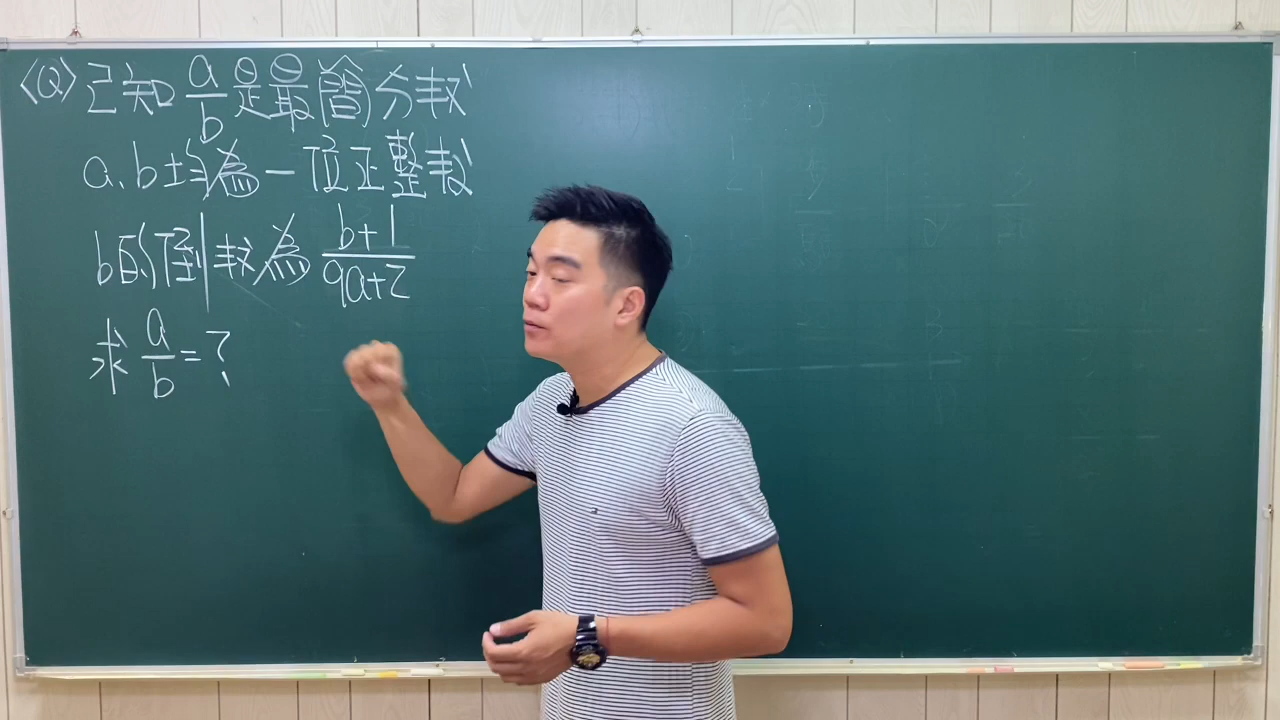 <Q> 已知 a/b 是最簡分數
a、b均為一位正整數
b的倒數為 b+1/9a+2
求 a/b = ?